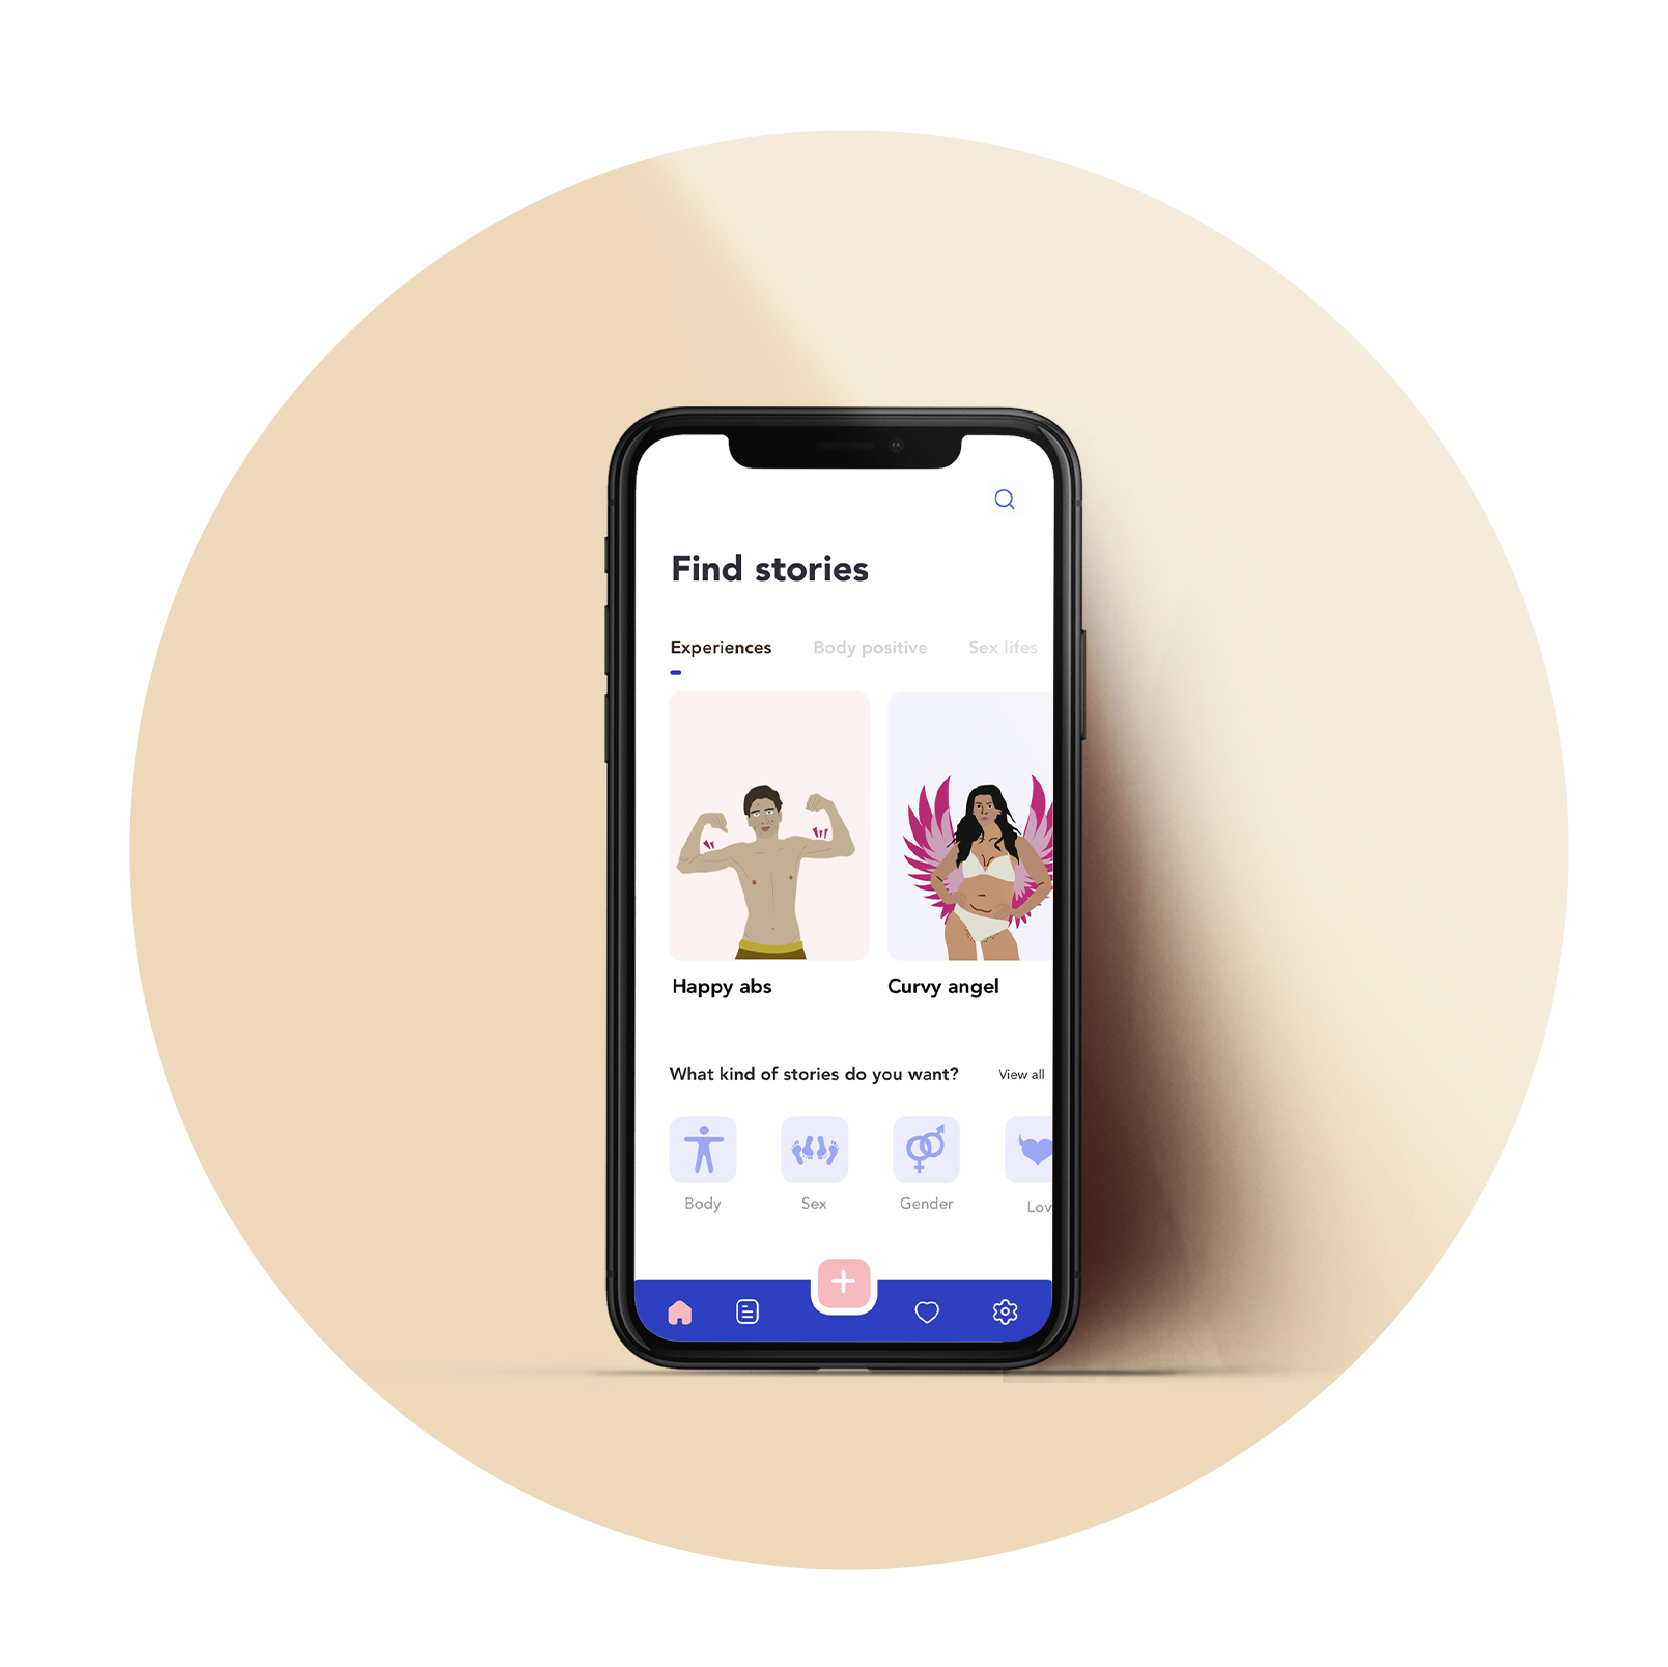 Find stories
Experiences Body positive Sex lifes
Happy abs Curvy angel
What kind of stories do you want? View all
Body Sex Gender Lov